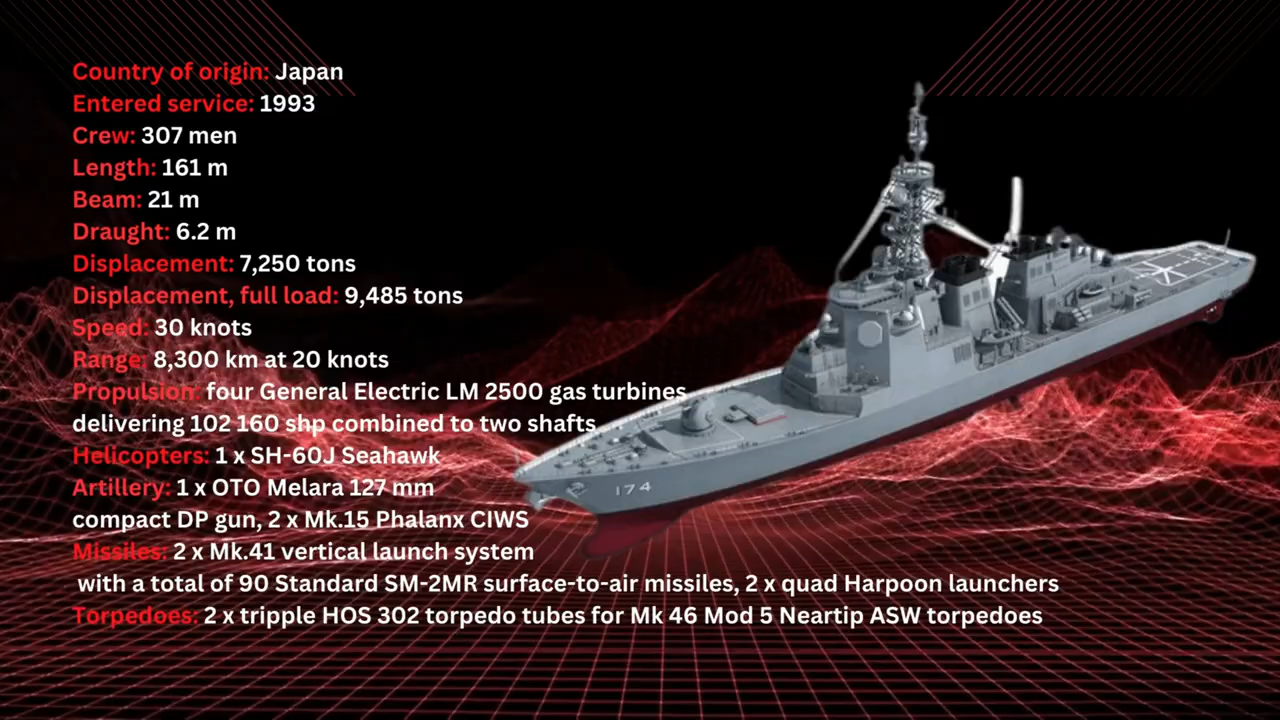 Country of origin: Japan
Entered service: 1993
Crew: 307 men
Length: 161 m
Beam: 21 m
Draught: 6.2 m
Displacement: 7,250 tons
Displacement, full load: 9,485 tons
Speed: 30 knots
Range: 8,300 km at 20 knots
Propulsion: four General Electric LM 2500 gas turbines
delivering 102 160 shp combined to two shafts
Helicopters: 1 x SH-60J Seahawk
Artillery: 1 x OTO Melara 127 mm
compact DP gun, 2 x Mk.15 Phalanx CIWS
Missiles: 2 x Mk.41 vertical launch system
with a total of 90 Standard SM-2MR surface-to-air missiles, 2 x quad Harpoon launchers
Torpedoes: 2 x tripple HOS 302 torpedo tubes for Mk 46 Mod 5 Neartip ASW torpedoes
174